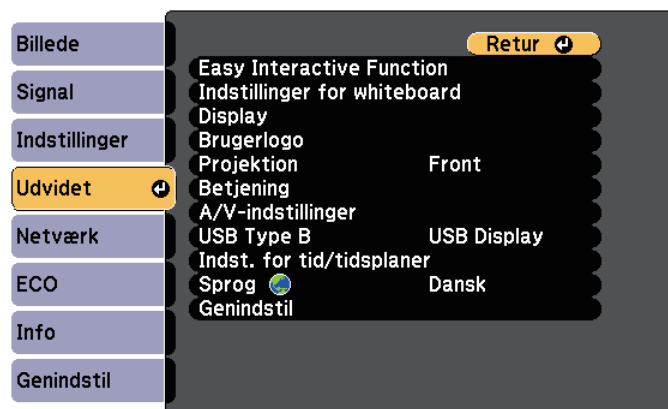 Billede
Signal
Indstillinger
Udvidet
Netværk
ECO
Info
Genindstil
Retur
Easy Interactive Function
Indstillinger for whiteboard
Display
Brugerlogo
Projektion Front
Betjening
A/V-indstillinger
USB Type B USB Display
Indst. for tid/tidsplaner
Sprog Dansk
Genindstil